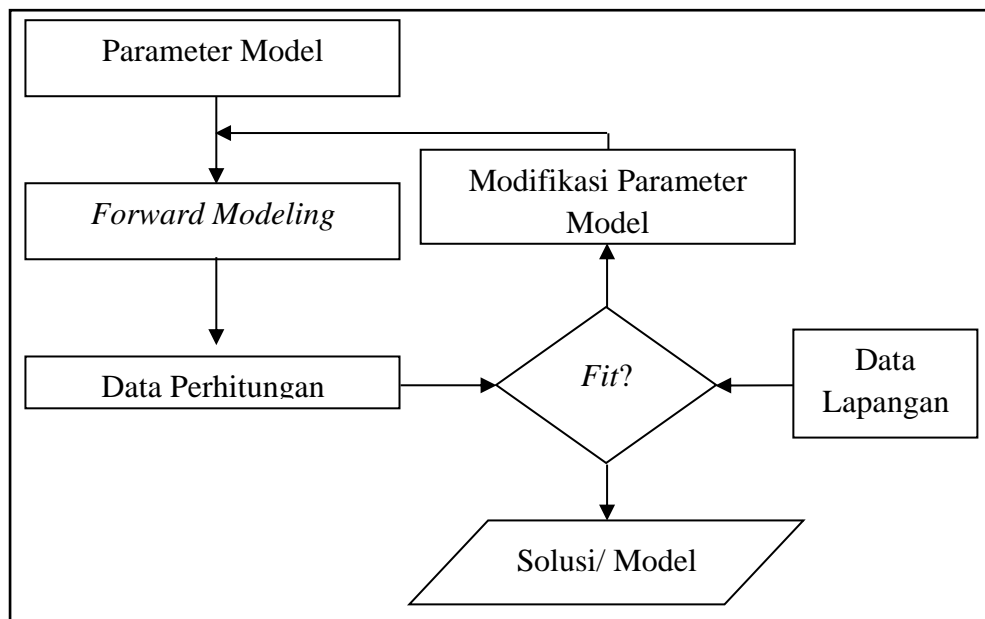 Parameter Model
Forward Modeling
Modifikasi Parameter
Model
Data Perhitungan
Fit?
Data
Lapangan
Solusi/ Model